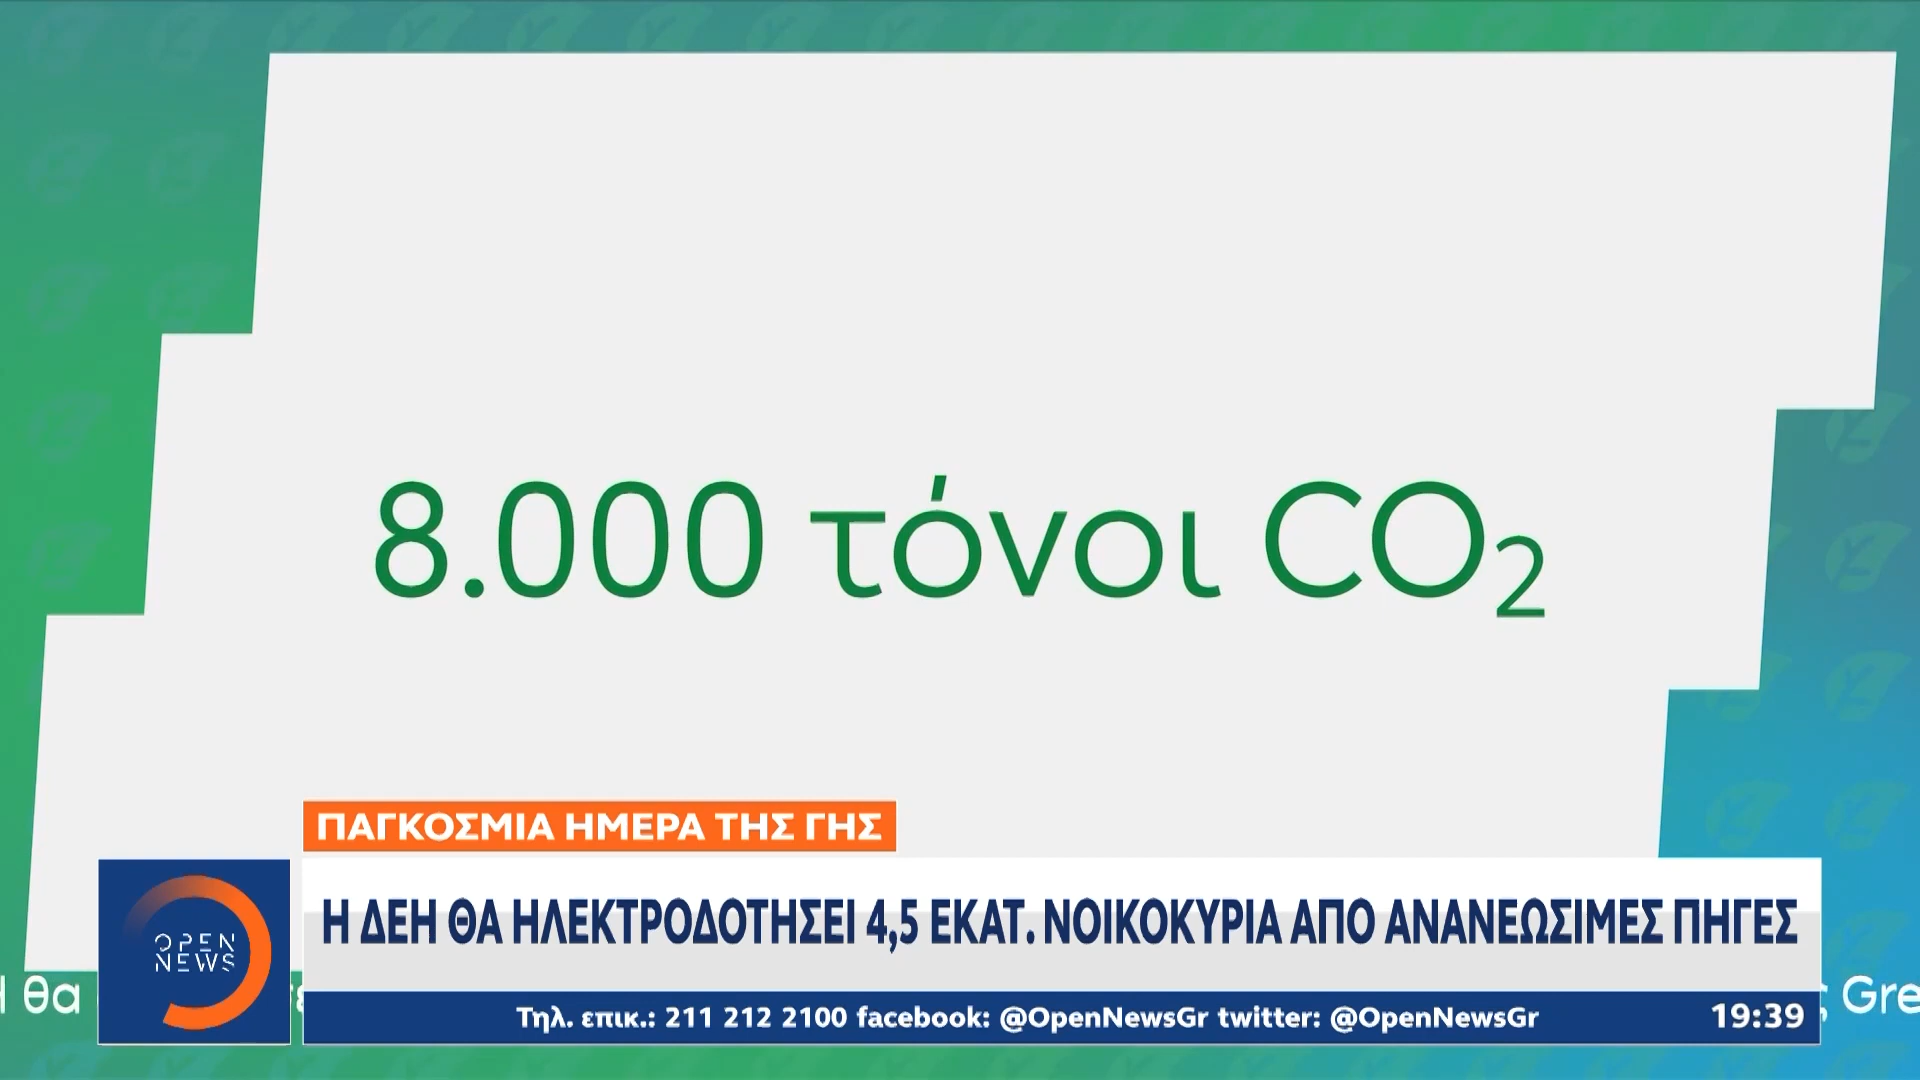 8.000 τόνοι CO₂
ΠΑΓΚΟΣΜΙΑ ΗΜΕΡΑ ΤΗΣ ΓΗΣ
Η ΔΕΗ ΘΑ ΗΛΕΚΤΡΟΔΟΤΗΣΕΙ 4,5 ΕΚΑΤ. ΝΟΙΚΟΚΥΡΙΑ ΑΠΟ ΑΝΑΝΕΩΣΙΜΕΣ ΠΗΓΕΣ
OPEN
NEWS
θα
Τηλ. επικ.: 211 212 2100 facebook: @OpenNewsGr twitter: @OpenNewsGr
19:39